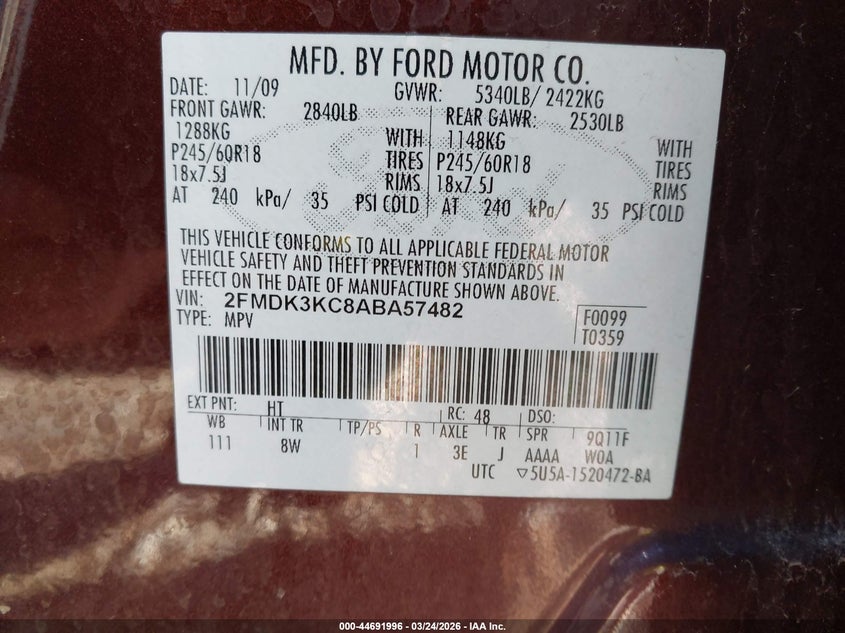 MFD. BY FORD MOTOR CO.
DATE: 11/09 GVWR: 5340LB/ 2422KG
FRONT GAWR: 2840LB REAR GAWR: 2530LB
1288KG WITH 1148KG WITH
P245/60R18 TIRES P245/60R18 TIRES
18x7.5J RIMS 18x7.5J RIMS
AT 240 kPa/ 35 PSI COLD AT 240 kPa/ 35 PSI COLD
THIS VEHICLE CONFORMS TO ALL APPLICABLE FEDERAL MOTOR
VEHICLE SAFETY AND THEFT PREVENTION STANDARDS IN
EFFECT ON THE DATE OF MANUFACTURE SHOWN ABOVE.
VIN: 2FMDK3KC8ABA57482
TYPE: MPV F0099
T0359
EXT PNT: HT RC: 48 DSO:
WB INT TR TP/PS R AXLE TR SPR 9Q11F
111 8W 1 3E J AAAA W0A
UTC ▽5U5A-1520472-BA
000-44691996 - 03/24/2026 - IAA Inc.